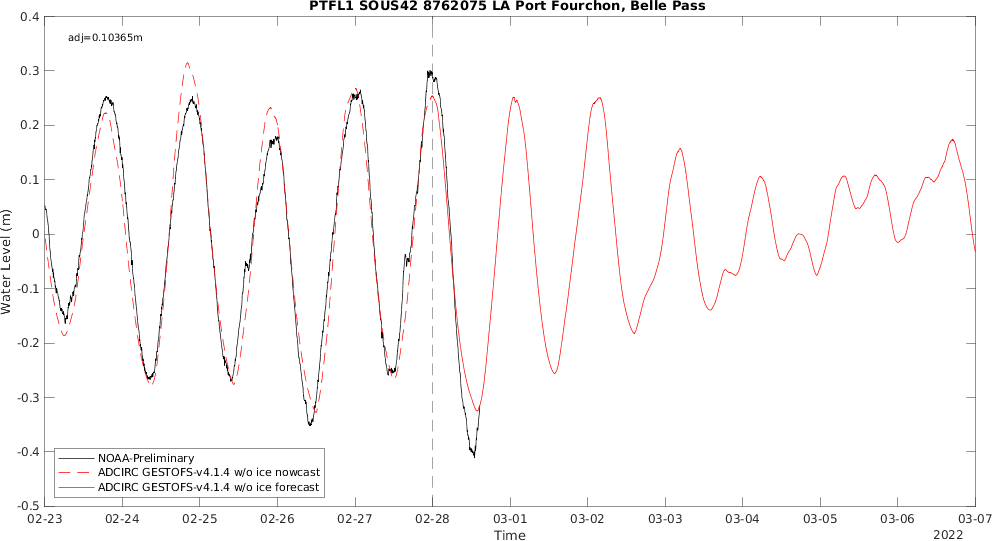 PTFL1 SOUS42 8762075 LA Port Fourchon, Belle Pass
adj=0.10365m
0.4
0.3
0.2
0.1
0
-0.1
-0.2
-0.3
-0.4
-0.5
Water Level (m)
NOAA-Preliminary
ADCIRC GESTOFS-v4.1.4 w/o ice nowcast
ADCIRC GESTOFS-v4.1.4 w/o ice forecast
02-23 02-24 02-25 02-26 02-27 02-28 03-01 03-02 03-03 03-04 03-05 03-06 03-07
Time
2022